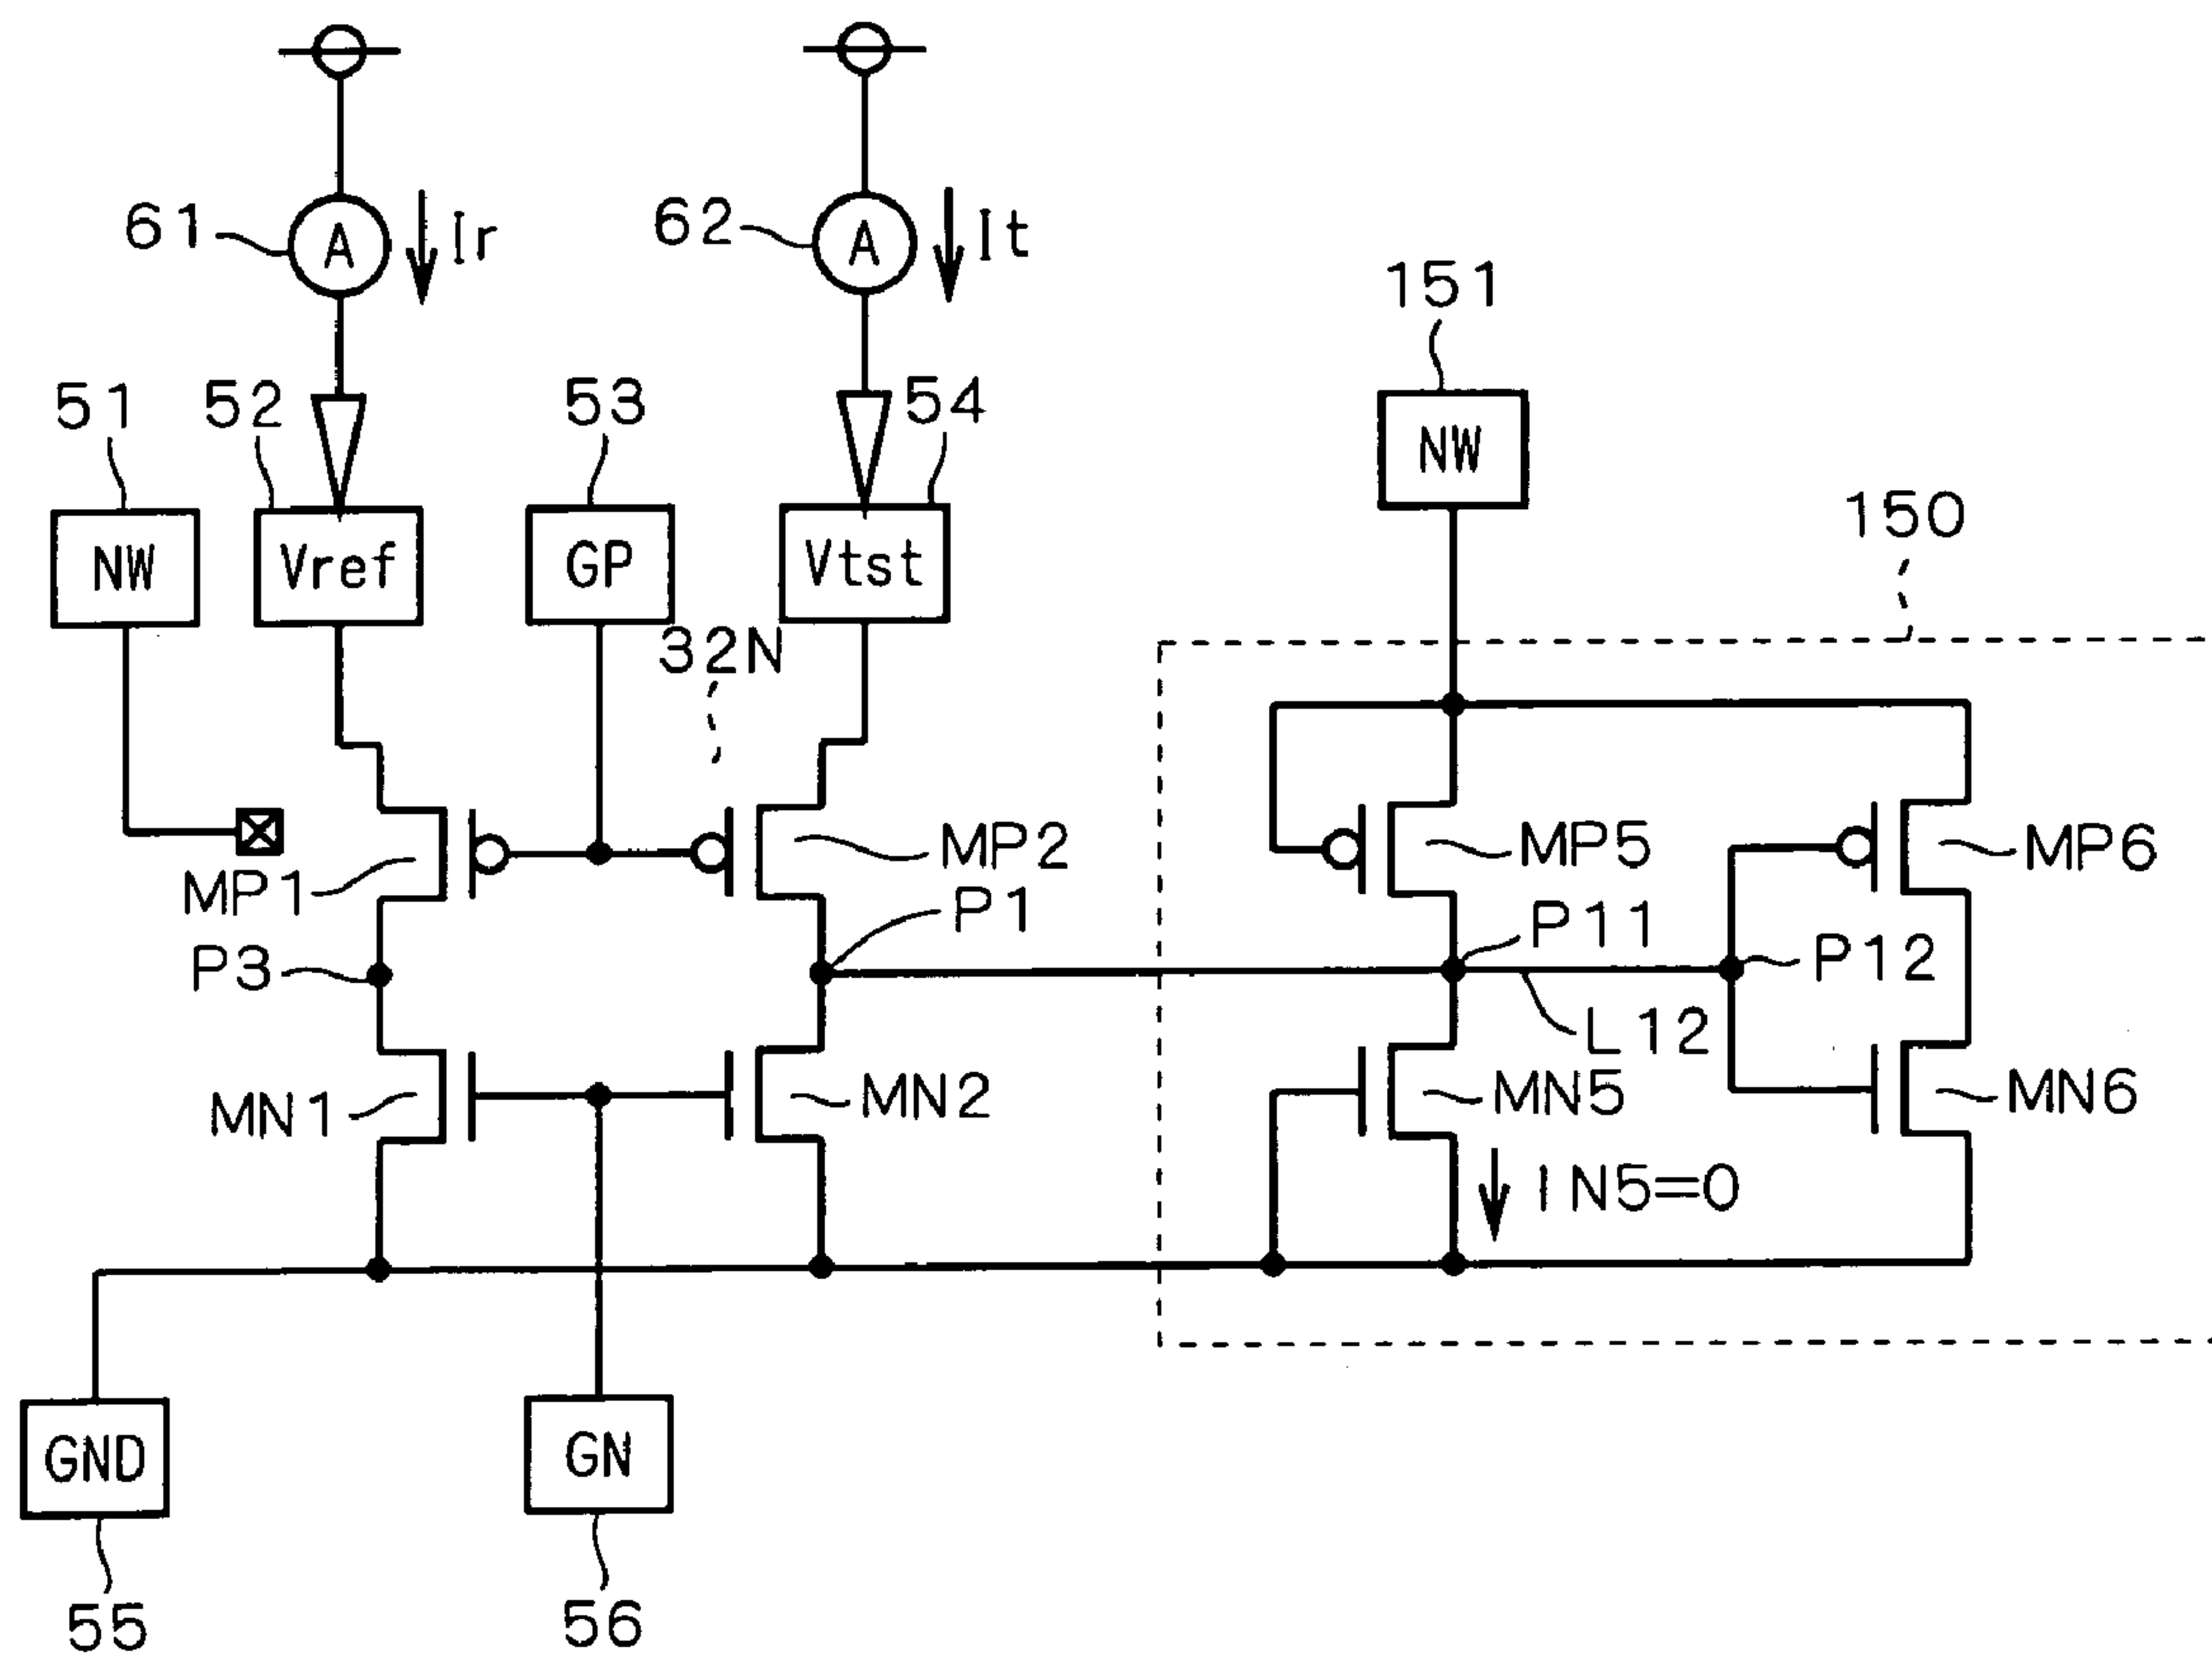 61
A
Ir
62
A
It
151
NW
150
51
52
53
54
NW
Vref
GP
Vtst
32N
MP1
MP2
MP5
MP6
P3
P1
P11
P12
L12
MN1
MN2
MN5
MN6
IN5=0
GND
GN
55
56